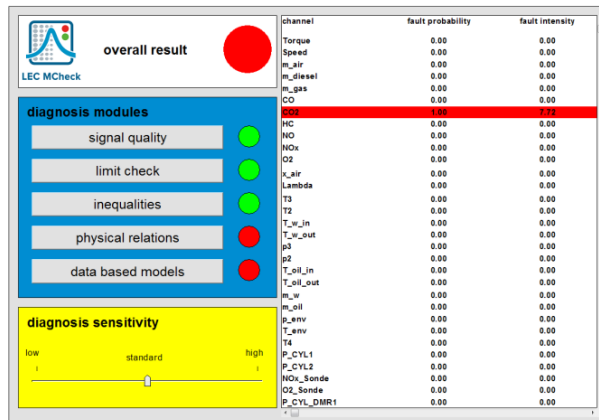 overall result
LEC MCheck
diagnosis modules
signal quality
limit check
inequalities
physical relations
data based models
diagnosis sensitivity
low standard high
channel fault probability fault intensity
Torque 0.00 0.00
Speed 0.00 0.00
m_air 0.00 0.00
m_diesel 0.00 0.00
m_gas 0.00 0.00
CO 0.00 0.00
CO2 1.00 7.73
HC 0.00 0.00
NO 0.00 0.00
NOx 0.00 0.00
O2 0.00 0.00
x_air 0.00 0.00
Lambda 0.00 0.00
T3 0.00 0.00
T2 0.00 0.00
T_w_in 0.00 0.00
T_w_out 0.00 0.00
p3 0.00 0.00
p2 0.00 0.00
T_oil_in 0.00 0.00
T_oil_out 0.00 0.00
m_w 0.00 0.00
m_oil 0.00 0.00
p_env 0.00 0.00
T_env 0.00 0.00
T4 0.00 0.00
P_CYL1 0.00 0.00
P_CYL2 0.00 0.00
NOx_Sonde 0.00 0.00
O2_Sonde 0.00 0.00
P_CYL_DMR1 0.00 0.00